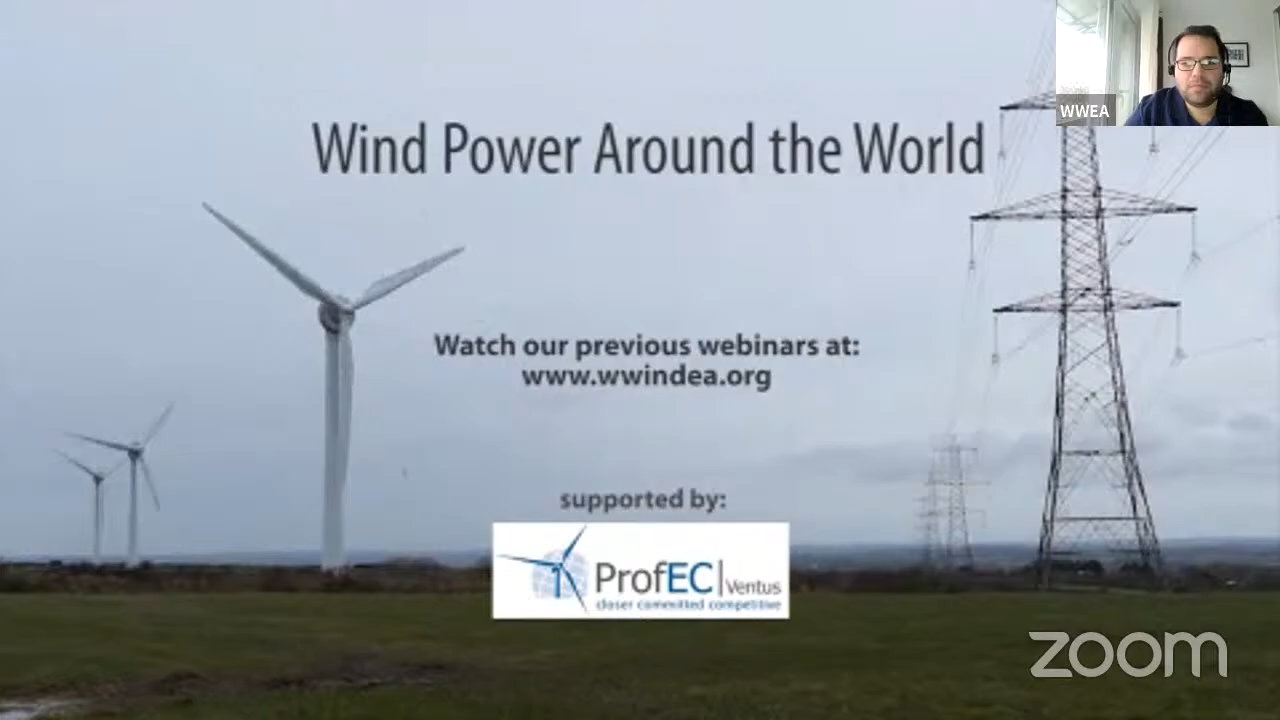 Wind Power Around the World
WWEA
Watch our previous webinars at:
www.wwindea.org
supported by:
ProfEC|Ventus
closer committed competitive
zoom